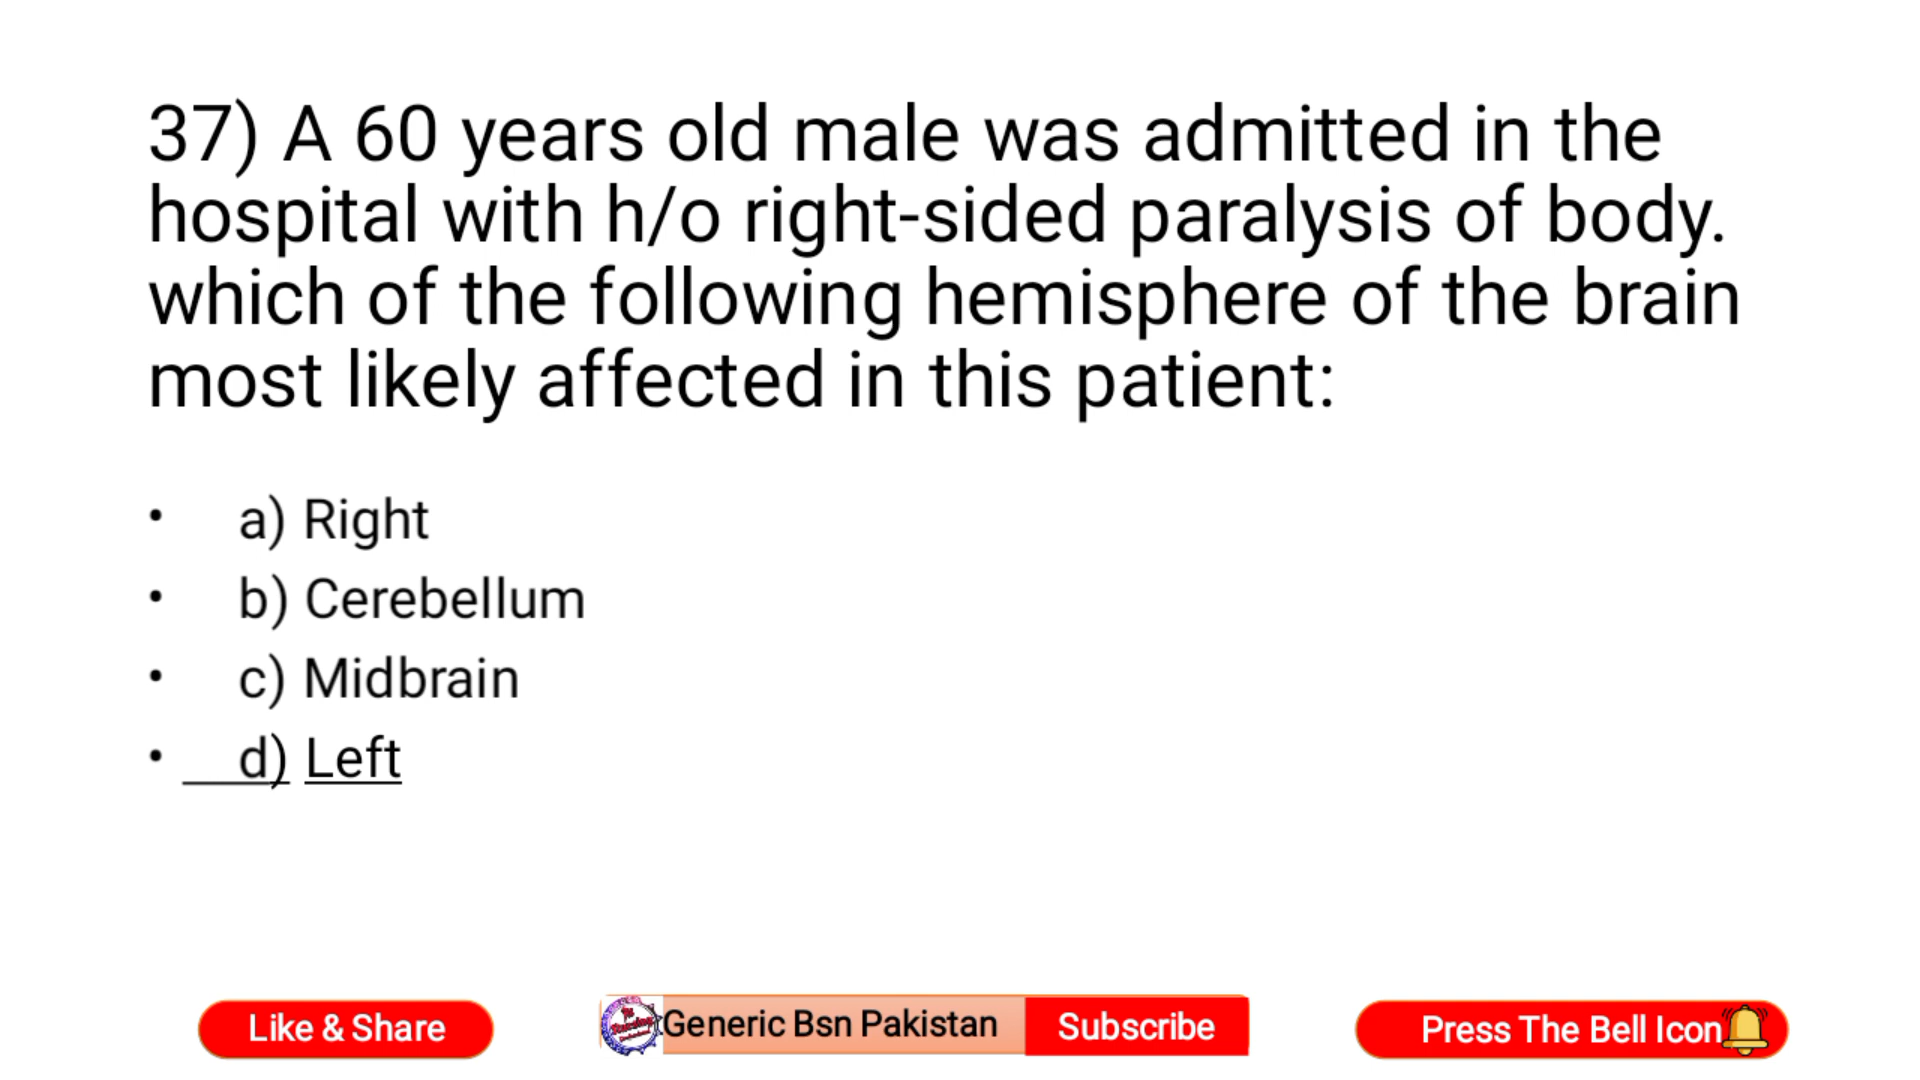 37) A 60 years old male was admitted in the
hospital with h/o right-sided paralysis of body.
which of the following hemisphere of the brain
most likely affected in this patient:
• a) Right
• b) Cerebellum
• c) Midbrain
• d) Left
Like & Share
Generic Bsn Pakistan
Subscribe
Press The Bell Icon